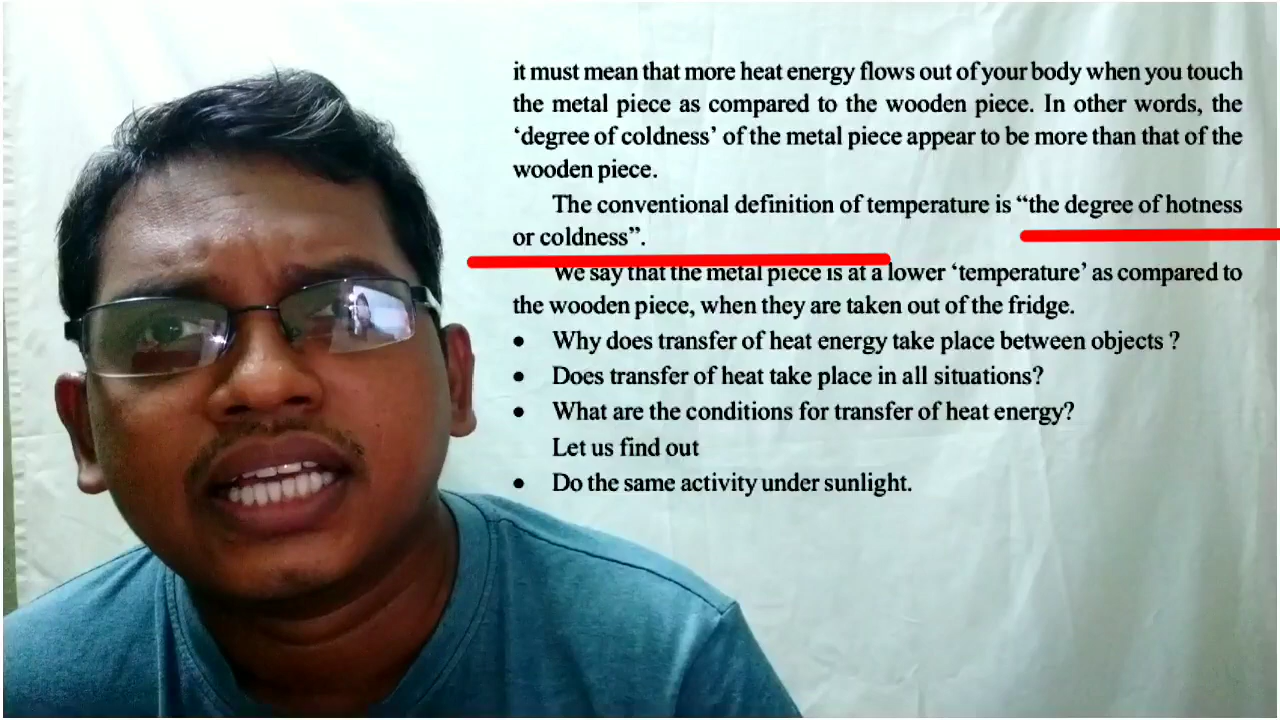 it must mean that more heat energy flows out of your body when you touch
the metal piece as compared to the wooden piece. In other words, the
‘degree of coldness’ of the metal piece appear to be more than that of the
wooden piece.
The conventional definition of temperature is “the degree of hotness
or coldness”.
We say that the metal piece is at a lower ‘temperature’ as compared to
the wooden piece, when they are taken out of the fridge.
• Why does transfer of heat energy take place between objects ?
• Does transfer of heat take place in all situations?
• What are the conditions for transfer of heat energy?
Let us find out
• Do the same activity under sunlight.